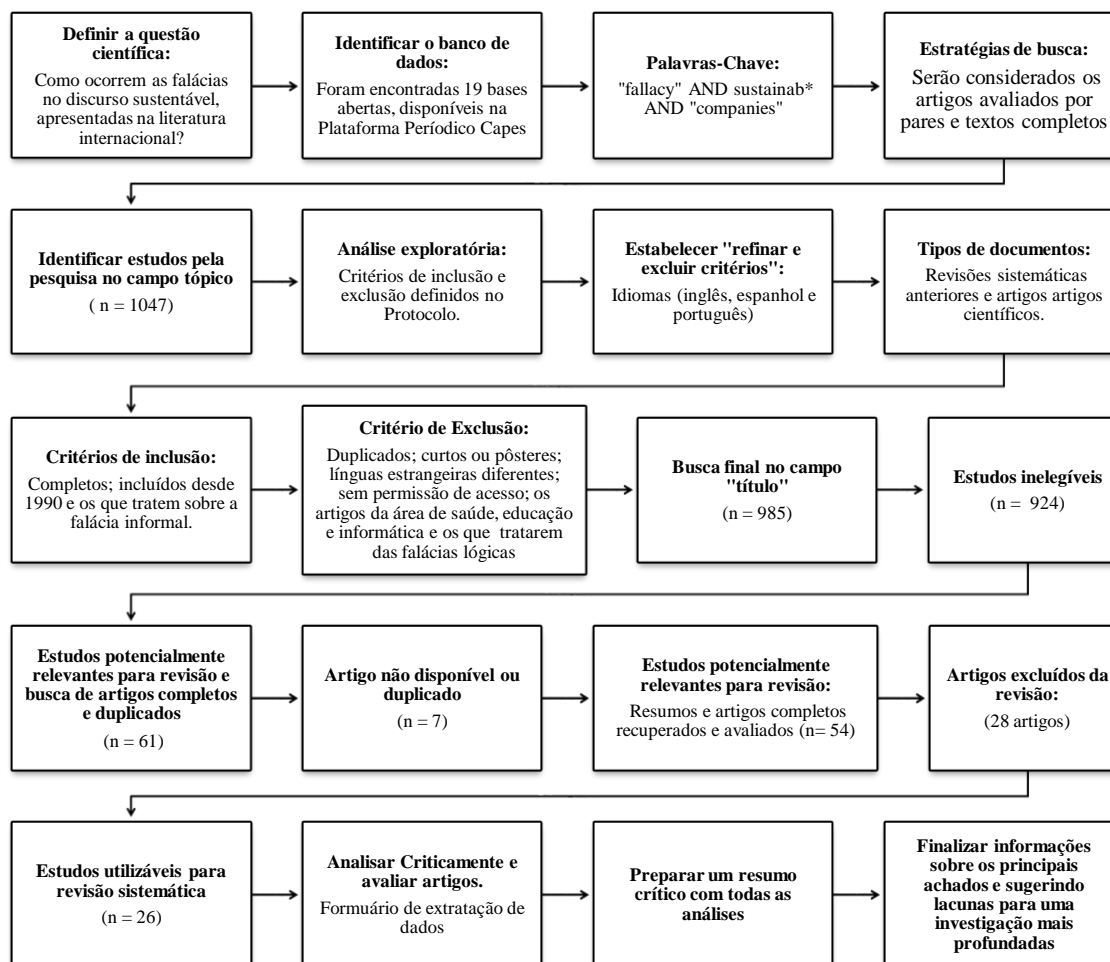 Definir a questão
científica:
Como ocorrem as falácias
no discurso sustentável,
apresentadas na literatura
internacional?
Identificar o banco de
dados:
Foram encontradas 19 bases
abertas, disponíveis na
Plataforma Períodico Capes
Palavras-Chave:
"fallacy" AND sustainab*
AND "companies"
Estratégias de busca:
Serão considerados os
artigos avaliados por
pares e textos completos
Identificar estudos pela
pesquisa no campo tópico
( n = 1047)
Análise exploratória:
Critérios de inclusão e
exclusão definidos no
Protocolo.
Estabelecer "refinar e
excluir critérios":
Idiomas (inglês, espanhol e
português)
Tipos de documentos:
Revisões sistemáticas
anteriores e artigos artigos
científicos.
Critérios de inclusão:
Completos; incluídos desde
1990 e os que tratem sobre a
falácia informal.
Critério de Exclusão:
Duplicados; curtos ou pôsteres;
línguas estrangeiras diferentes;
sem permissão de acesso; os
artigos da área de saúde, educação
e informática e os que tratarem
das falácias lógicas
Busca final no campo
"título"
(n = 985)
Estudos inelegíveis
(n = 924)
Estudos potencialmente
relevantes para revisão e
busca de artigos completos
e duplicados
(n = 61)
Artigo não disponível ou
duplicado
(n = 7)
Estudos potencialmente
relevantes para revisão:
Resumos e artigos completos
recuperados e avaliados (n= 54)
Artigos excluídos da
revisão:
(28 artigos)
Estudos utilizáveis para
revisão sistemática
(n = 26)
Analisar Criticamente e
avaliar artigos.
Formuário de extratação de
dados
Preparar um resumo
crítico com todas as
análises
Finalizar informações
sobre os principais
achados e sugerindo
lacunas para uma
investigação mais
profundadas